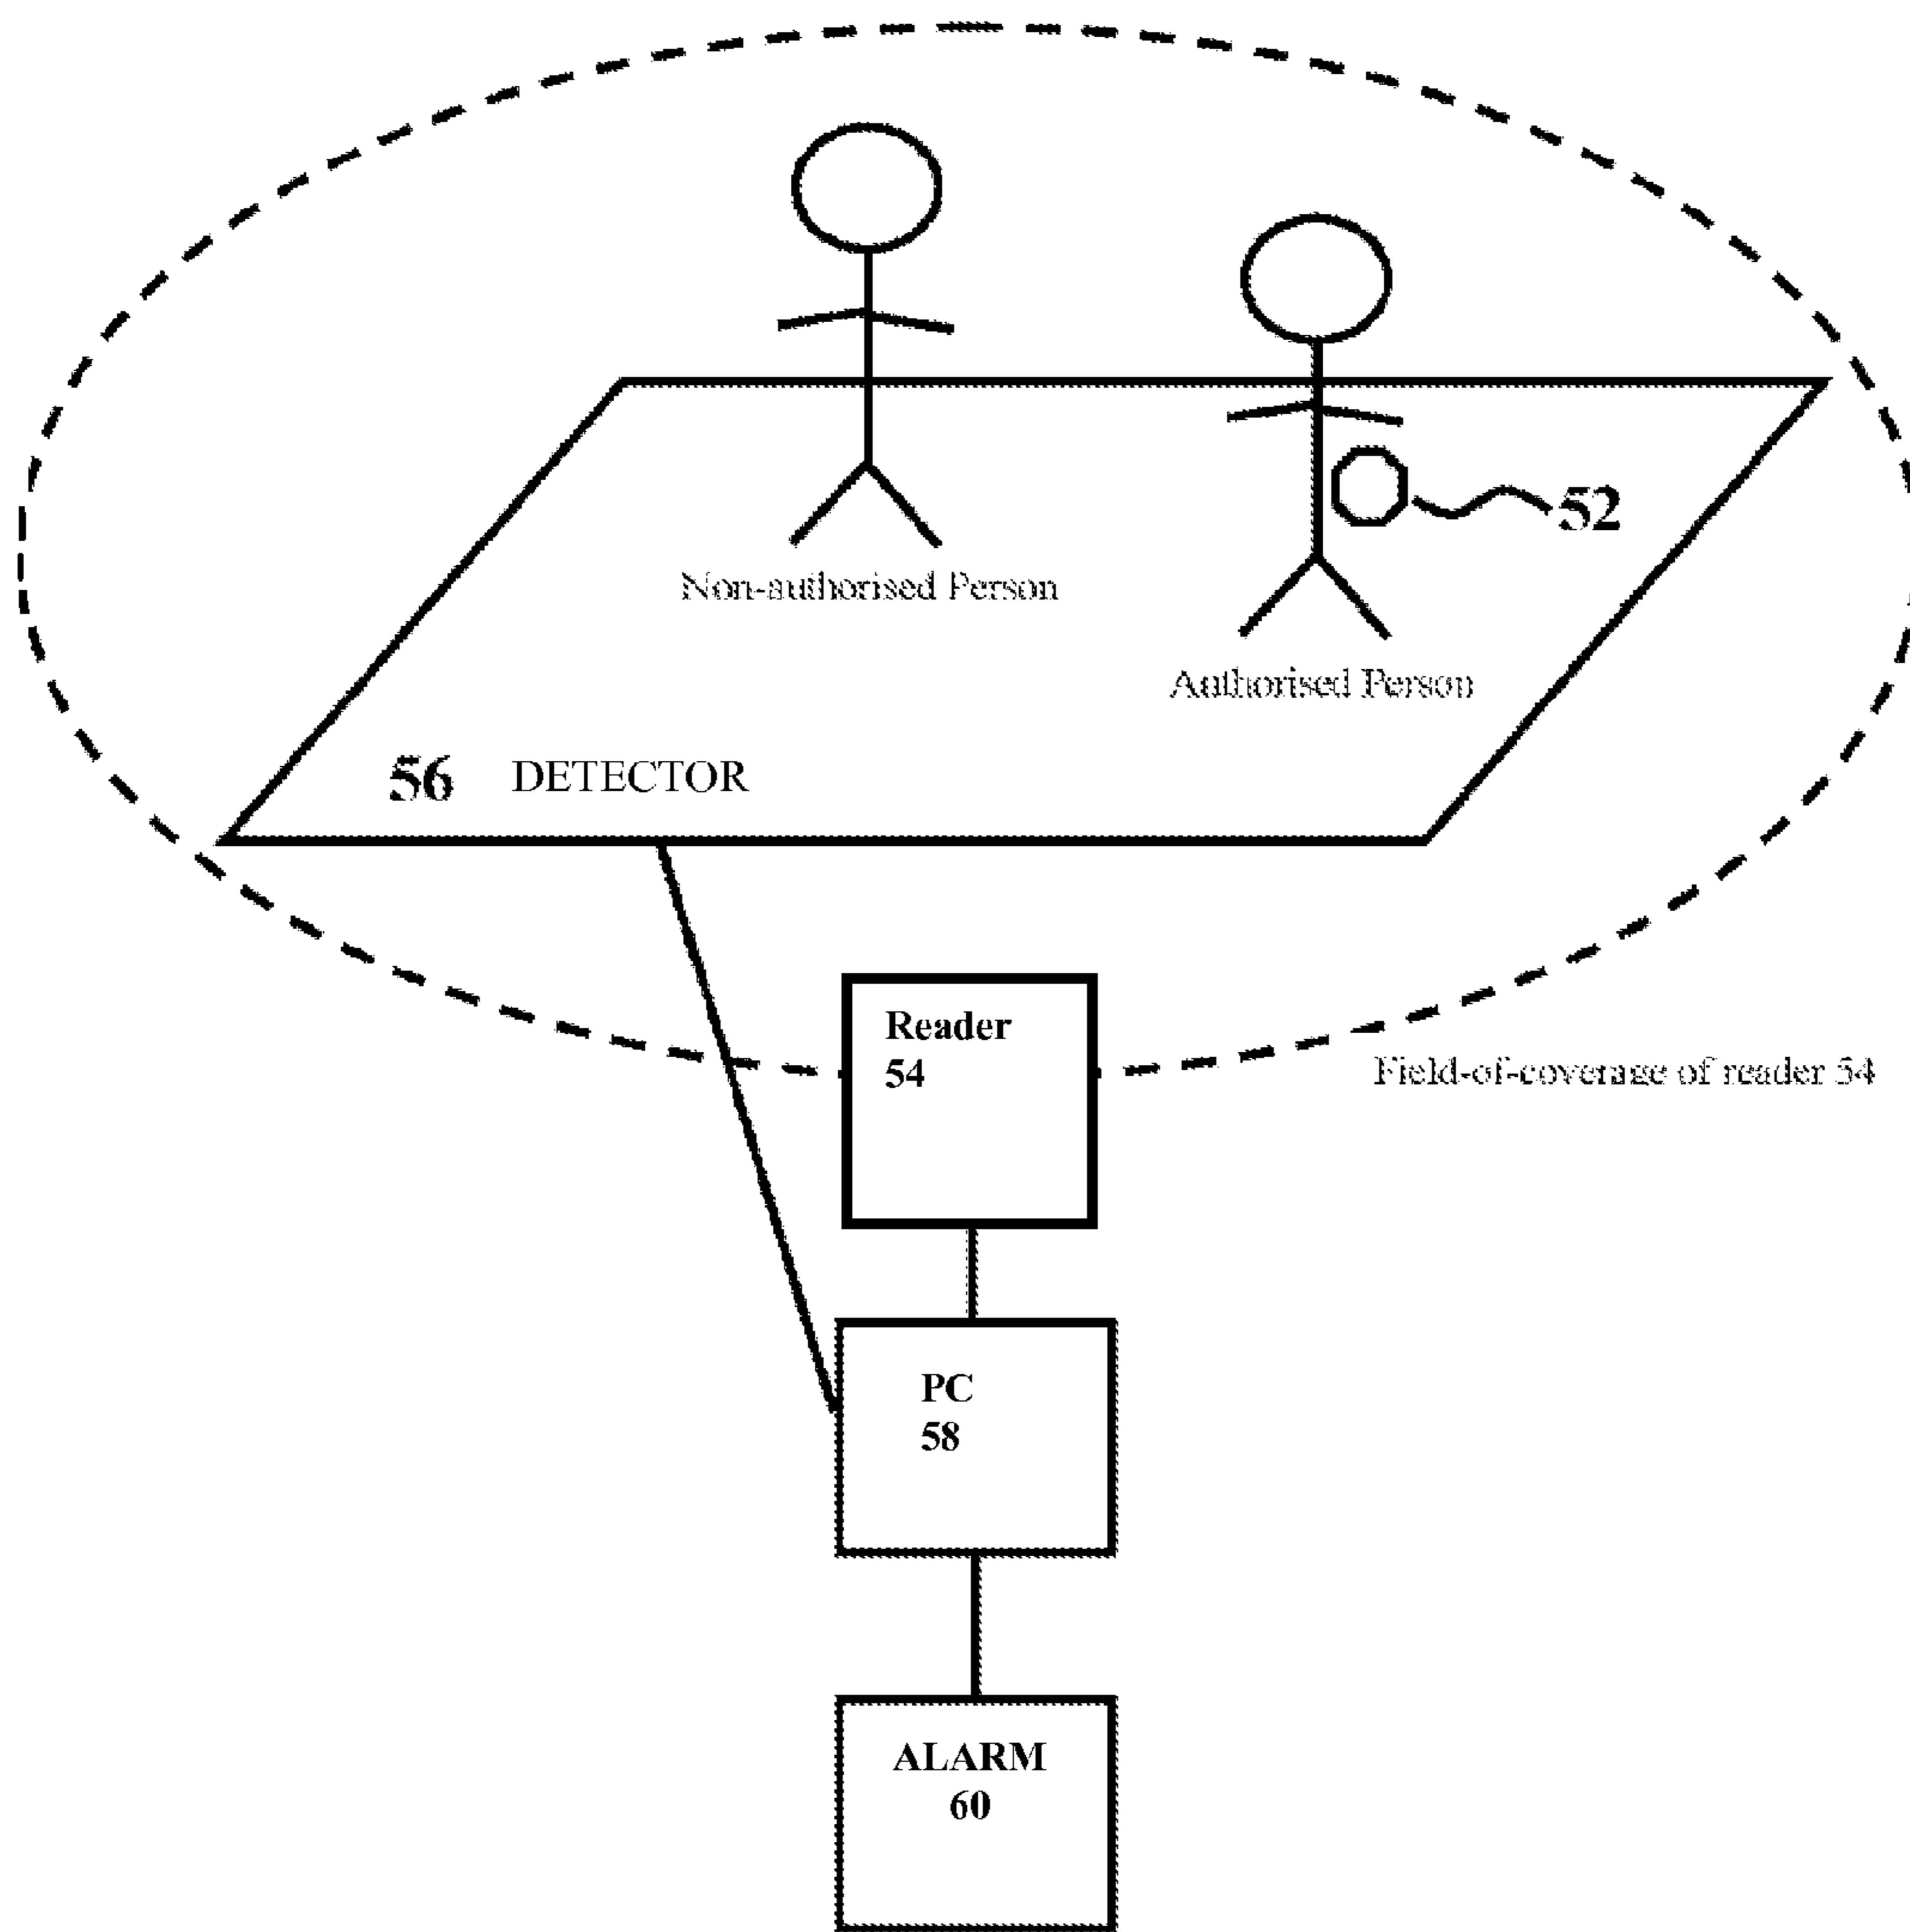 52
Non-authorised Person
Authorised Person
56 DETECTOR
Reader
54
Field-of-coverage of reader 54
PC
58
ALARM
60